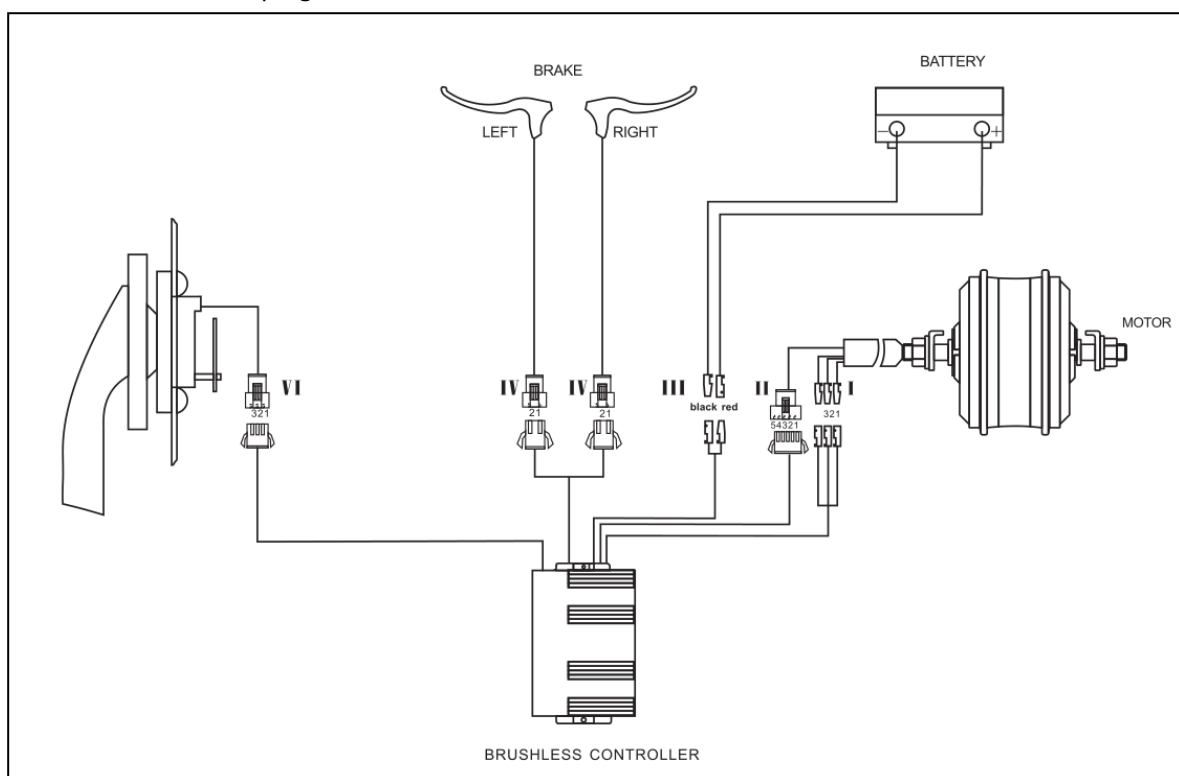 BRAKE
LEFT
RIGHT
BATTERY
- +
MOTOR
VI
IV
IV
III
II
I
black red
321
21
21
54321
321
BRUSHLESS CONTROLLER